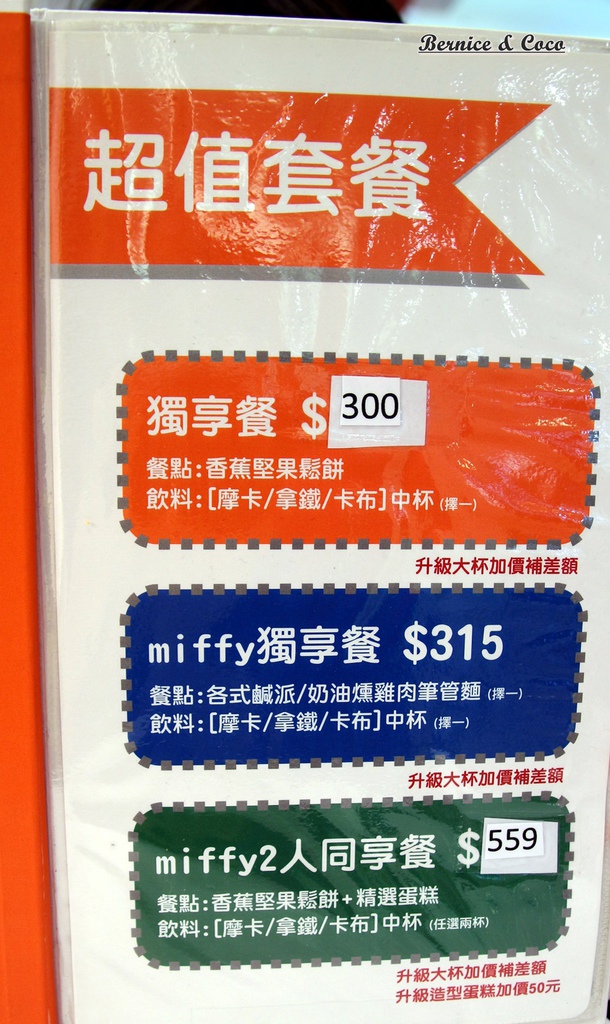 Bernice & Coco
超值套餐
獨享餐 $300
餐點:香蕉堅果鬆餅
飲料:[摩卡/拿鐵/卡布]中杯(擇一)
升級大杯加價補差額
miffy獨享餐 $315
餐點:各式鹹派/奶油燻雞肉筆管麵(擇一)
飲料:[摩卡/拿鐵/卡布]中杯(擇一)
升級大杯加價補差額
miffy2人同享餐 $559
餐點:香蕉堅果鬆餅+精選蛋糕
飲料:[摩卡/拿鐵/卡布]中杯(任選兩杯)
升級大杯加價補差額
升級造型蛋糕加價50元